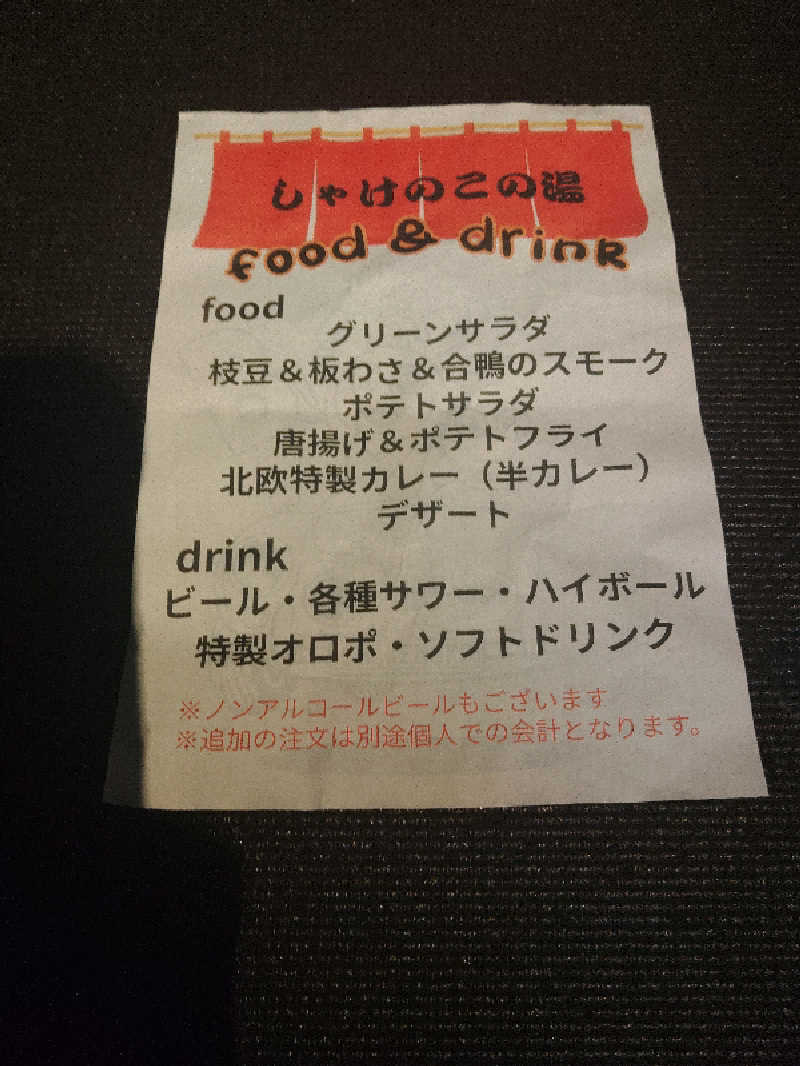 しゃけのこの湯
food & drink
food
グリーンサラダ
枝豆＆板わさ＆合鴨のスモーク
ポテトサラダ
唐揚げ＆ポテトフライ
北欧特製カレー（半カレー）
デザート
drink
ビール・各種サワー・ハイボール
特製オロポ・ソフトドリンク
※ノンアルコールビールもございます
※追加の注文は別途個人での会計となります。